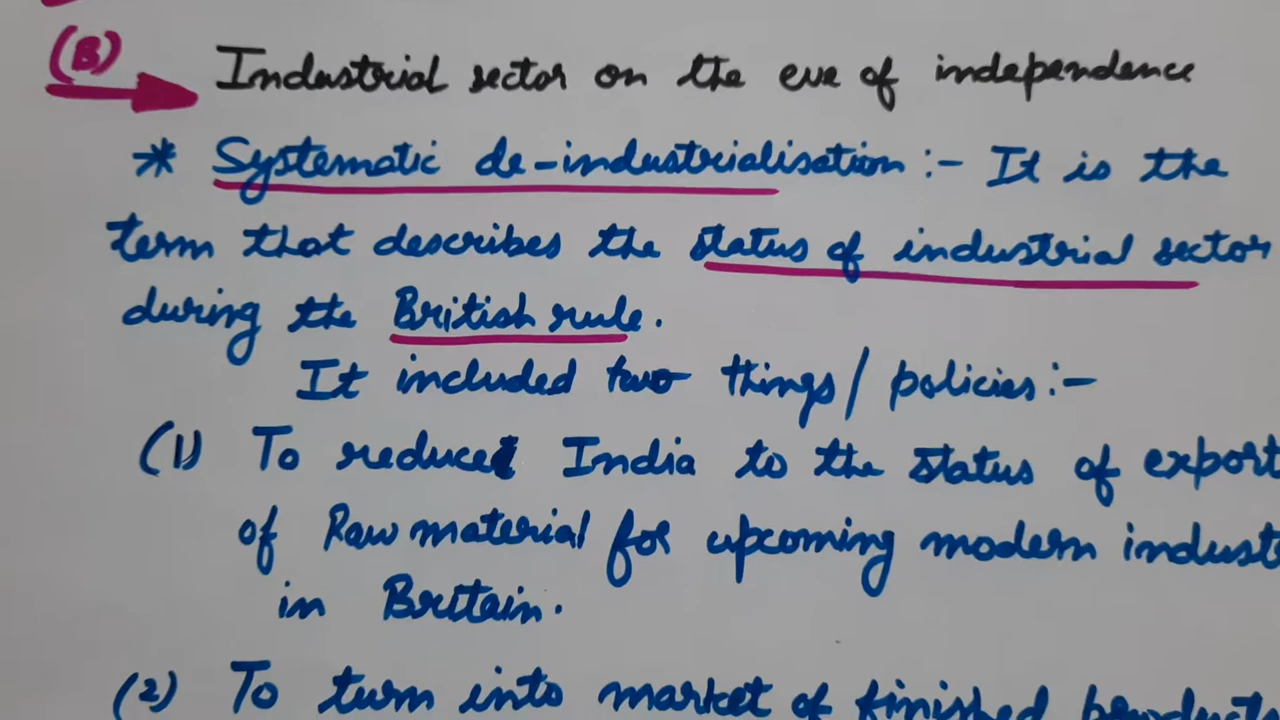 (B) Industrial sector on the eve of independence
* Systematic de-industrialisation :- It is the
term that describes the status of industrial sector
during the British rule.
It included two things/policies:-
(1) To reduce India to the status of export
of Raw material for upcoming modern indust
in Britain.
(2) To turn into market of finished products